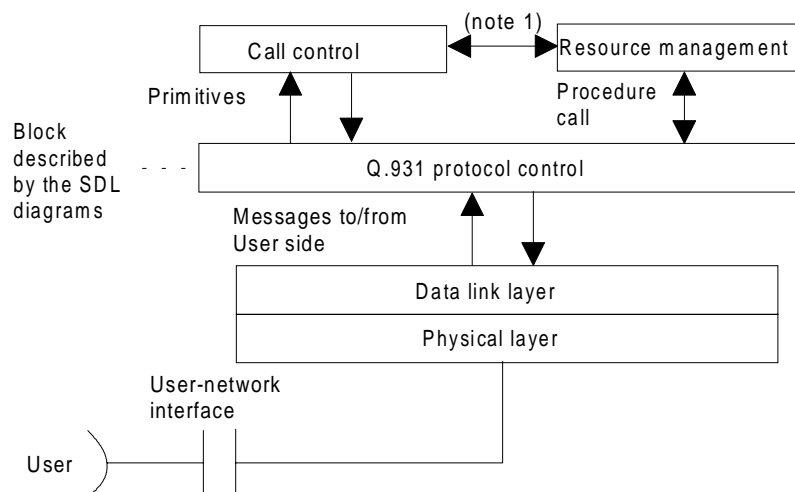 (note 1)
Call control
Resource management
Primitives
Procedure
call
Block
described
by the SDL
diagrams
Q.931 protocol control
Messages to/from
User side
Data link layer
Physical layer
User-network
interface
User